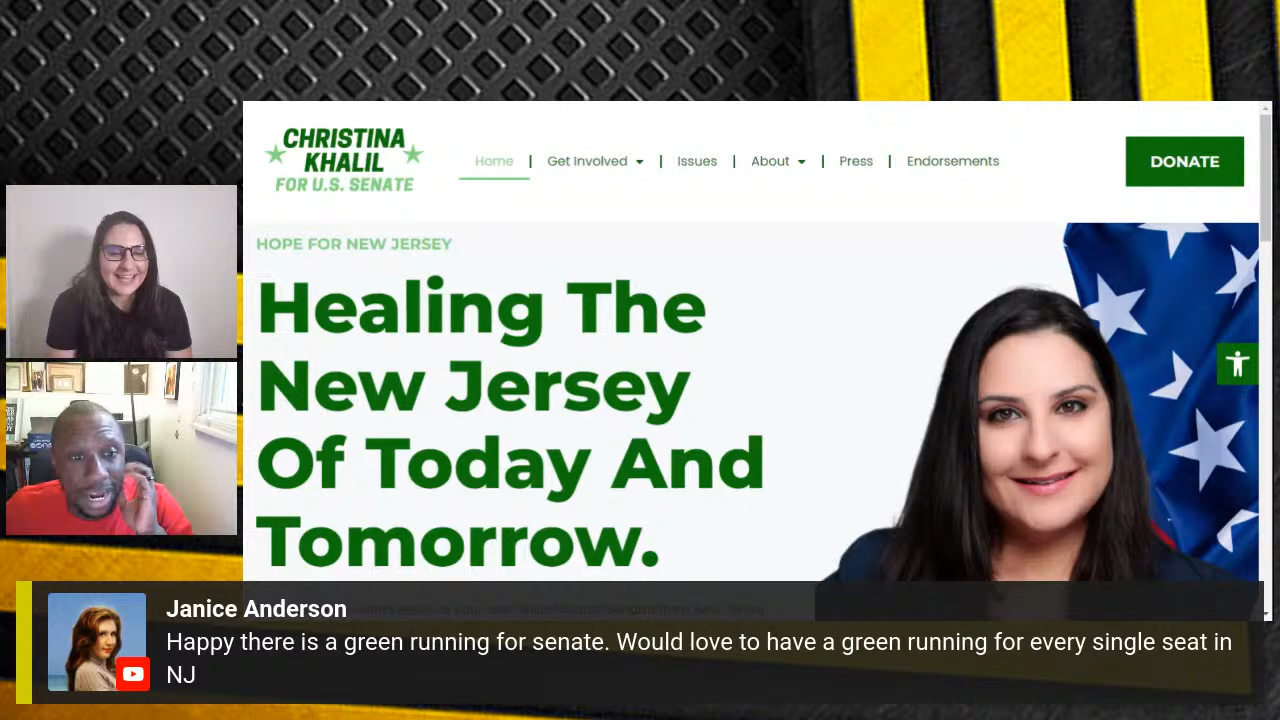 CHRISTINA
KHALIL
FOR U.S. SENATE
Home
Get Involved
Issues
About
Press
Endorsements
DONATE
HOPE FOR NEW JERSEY
Healing The
New Jersey
Of Today And
Tomorrow.
Janice Anderson
Happy there is a green running for senate. Would love to have a green running for every single seat in
NJ